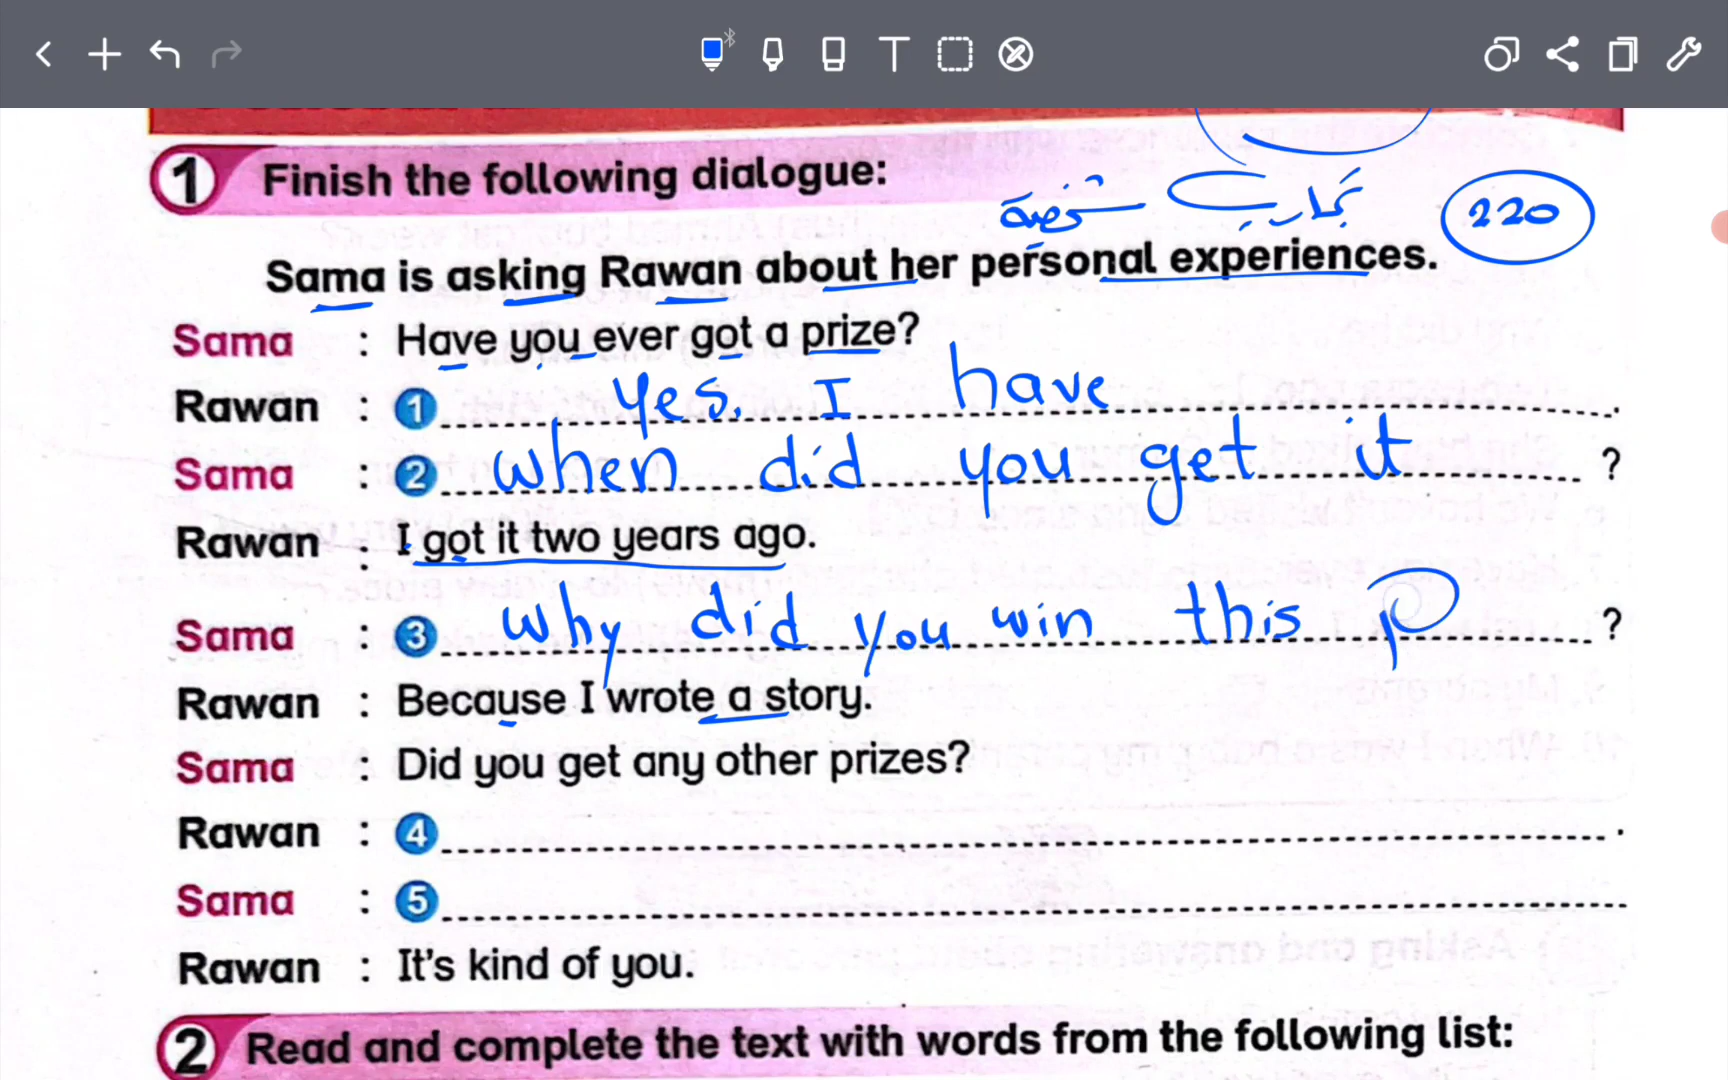 1 Finish the following dialogue:
تجارب شخصية
220
Sama is asking Rawan about her personal experiences.
Sama : Have you ever got a prize?
Rawan : 1 yes, I have.
Sama : 2 when did you get it ?
Rawan : I got it two years ago.
Sama : 3 why did you win this p ?
Rawan : Because I wrote a story.
Sama : Did you get any other prizes?
Rawan : 4 .
Sama : 5
Rawan : It's kind of you.
2 Read and complete the text with words from the following list: